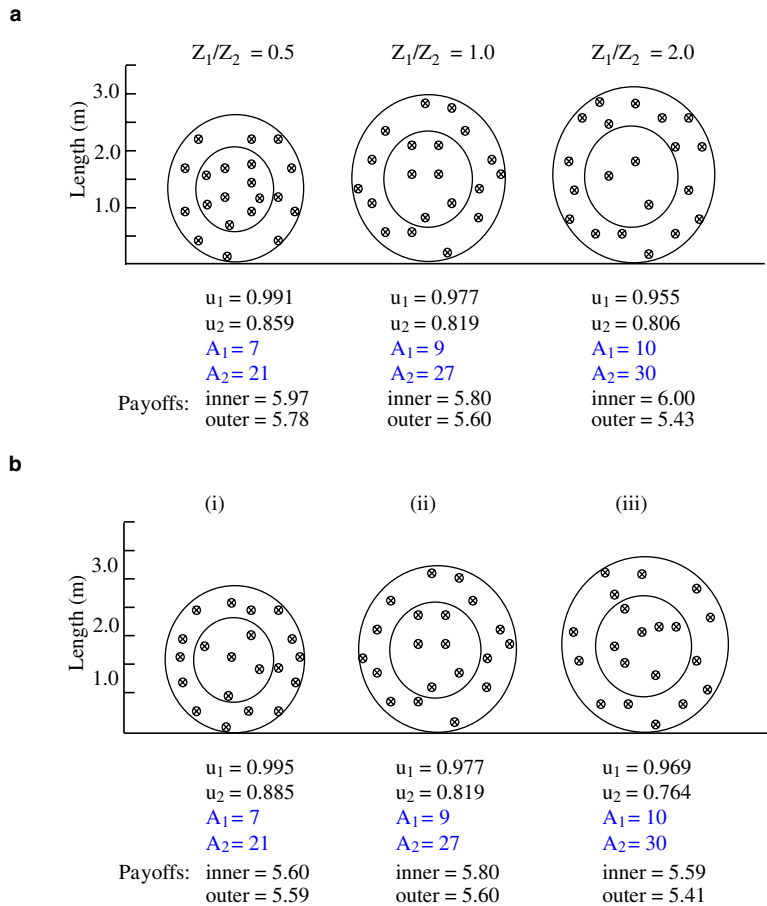 a
Z₁/Z₂ = 0.5 Z₁/Z₂ = 1.0 Z₁/Z₂ = 2.0
Length (m)
3.0
2.0
1.0
u₁ = 0.991 u₁ = 0.977 u₁ = 0.955
u₂ = 0.859 u₂ = 0.819 u₂ = 0.806
A₁= 7 A₁= 9 A₁= 10
A₂= 21 A₂= 27 A₂= 30
Payoffs: inner = 5.97 inner = 5.80 inner = 6.00
outer = 5.78 outer = 5.60 outer = 5.43
b
(i) (ii) (iii)
Length (m)
3.0
2.0
1.0
u₁ = 0.995 u₁ = 0.977 u₁ = 0.969
u₂ = 0.885 u₂ = 0.819 u₂ = 0.764
A₁= 7 A₁= 9 A₁= 10
A₂= 21 A₂= 27 A₂= 30
Payoffs: inner = 5.60 inner = 5.80 inner = 5.59
outer = 5.59 outer = 5.60 outer = 5.41